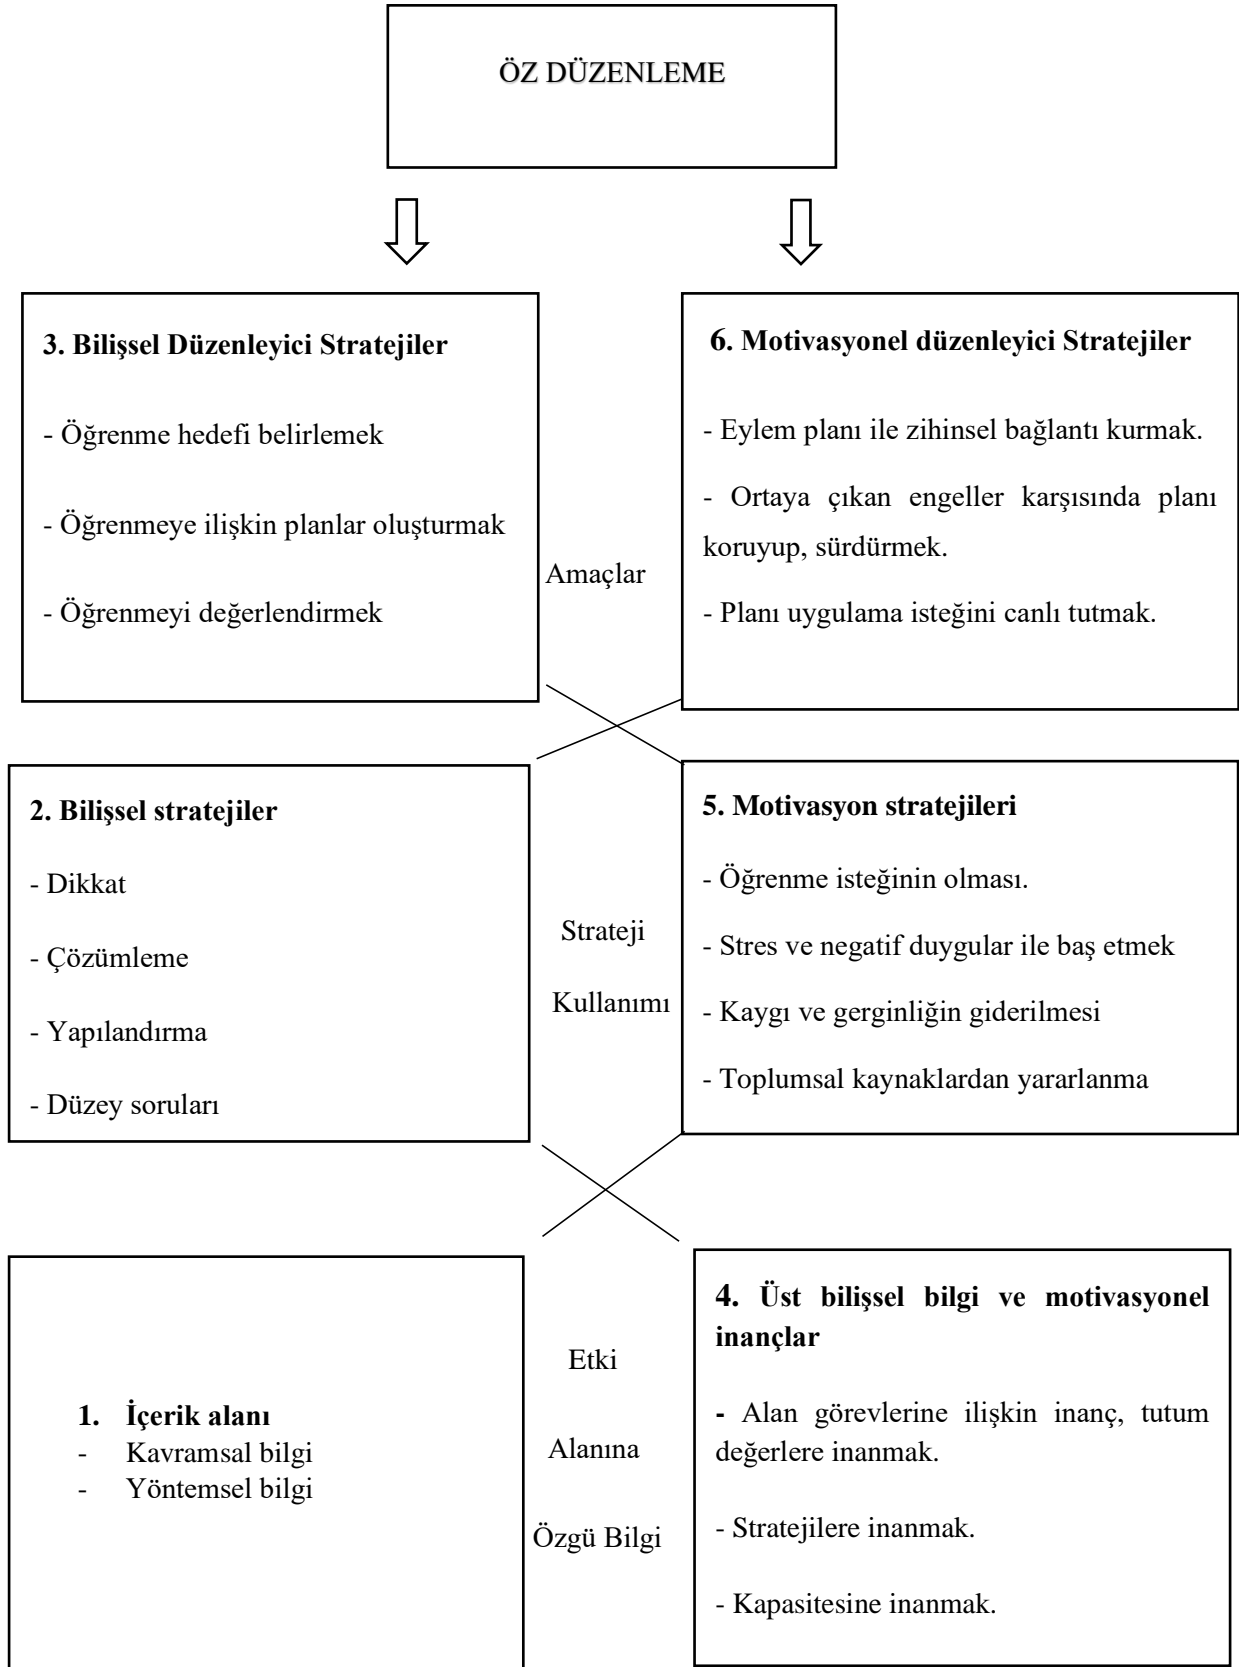 ÖZ DÜZENLEME
3. Bilişsel Düzenleyici Stratejiler
- Öğrenme hedefi belirlemek
- Öğrenmeye ilişkin planlar oluşturmak
- Öğrenmeyi değerlendirmek
Amaçlar
6. Motivasyonel düzenleyici Stratejiler
- Eylem planı ile zihinsel bağlantı kurmak.
- Ortaya çıkan engeller karşısında planı
koruyup, sürdürmek.
- Planı uygulama isteğini canlı tutmak.
2. Bilişsel stratejiler
- Dikkat
- Çözümleme
- Yapılandırma
- Düzey soruları
Strateji
Kullanımı
5. Motivasyon stratejileri
- Öğrenme isteğinin olması.
- Stres ve negatif duygular ile baş etmek
- Kaygı ve gerginliğin giderilmesi
- Toplumsal kaynaklardan yararlanma
1. İçerik alanı
- Kavramsal bilgi
- Yöntemsel bilgi
Etki
Alanına
Özgü Bilgi
4. Üst bilişsel bilgi ve motivasyonel
inançlar
- Alan görevlerine ilişkin inanç, tutum
değerlere inanmak.
- Stratejilere inanmak.
- Kapasitesine inanmak.